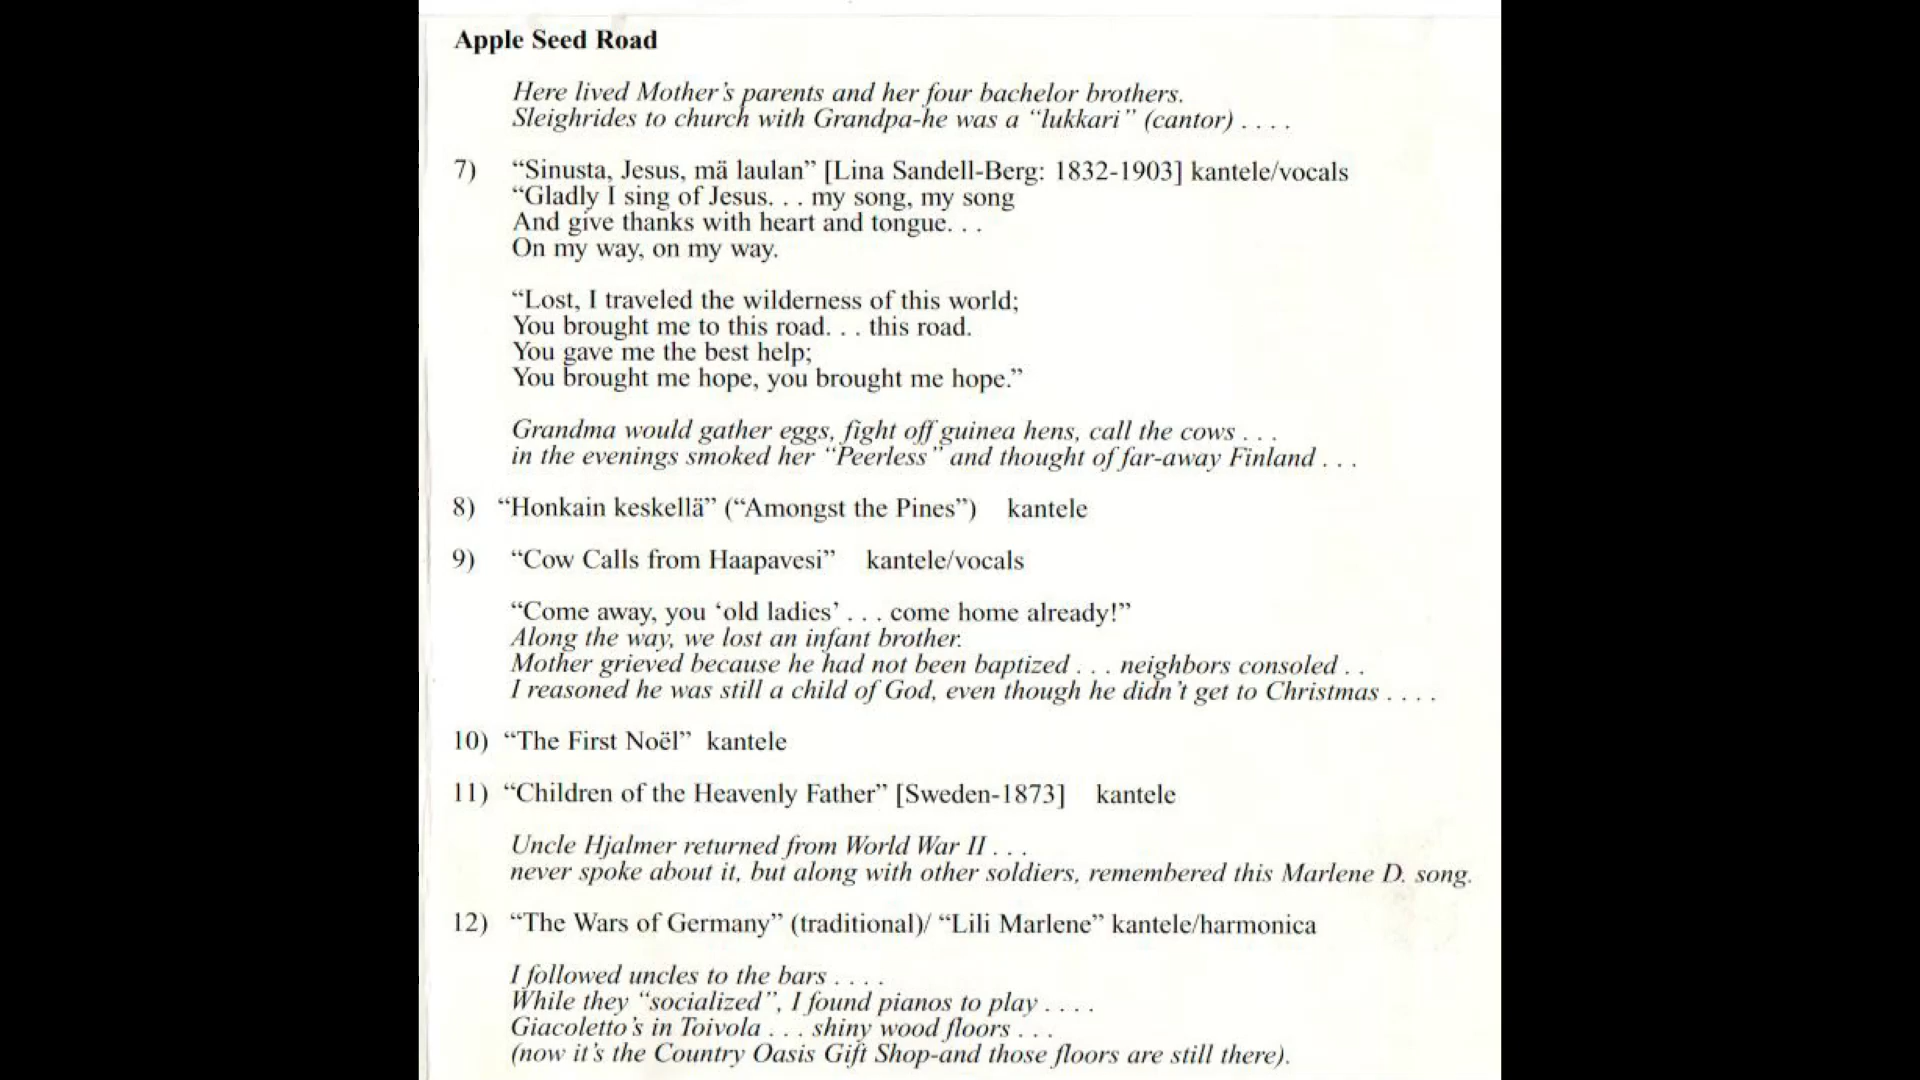 Apple Seed Road
Here lived Mother's parents and her four bachelor brothers.
Sleighrides to church with Grandpa-he was a “lukkari” (cantor) . . . .
7) “Sinusta, Jesus, mä laulan” [Lina Sandell-Berg: 1832-1903] kantele/vocals
“Gladly I sing of Jesus. . . my song, my song
And give thanks with heart and tongue. . .
On my way, on my way.
“Lost, I traveled the wilderness of this world;
You brought me to this road. . . this road.
You gave me the best help;
You brought me hope, you brought me hope.”
Grandma would gather eggs, fight off guinea hens, call the cows . . .
in the evenings smoked her “Peerless” and thought of far-away Finland . . .
8) “Honkain keskellä” (“Amongst the Pines”) kantele
9) “Cow Calls from Haapavesi” kantele/vocals
“Come away, you ‘old ladies’ . . . come home already!”
Along the way, we lost an infant brother.
Mother grieved because he had not been baptized . . . neighbors consoled . .
I reasoned he was still a child of God, even though he didn't get to Christmas . . . .
10) “The First Noël” kantele
11) “Children of the Heavenly Father” [Sweden-1873] kantele
Uncle Hjalmer returned from World War II . . .
never spoke about it, but along with other soldiers, remembered this Marlene D. song.
12) “The Wars of Germany” (traditional)/ “Lili Marlene” kantele/harmonica
I followed uncles to the bars . . . .
While they “socialized”, I found pianos to play . . . .
Giacoletto's in Toivola . . . shiny wood floors . . .
(now it's the Country Oasis Gift Shop-and those floors are still there).